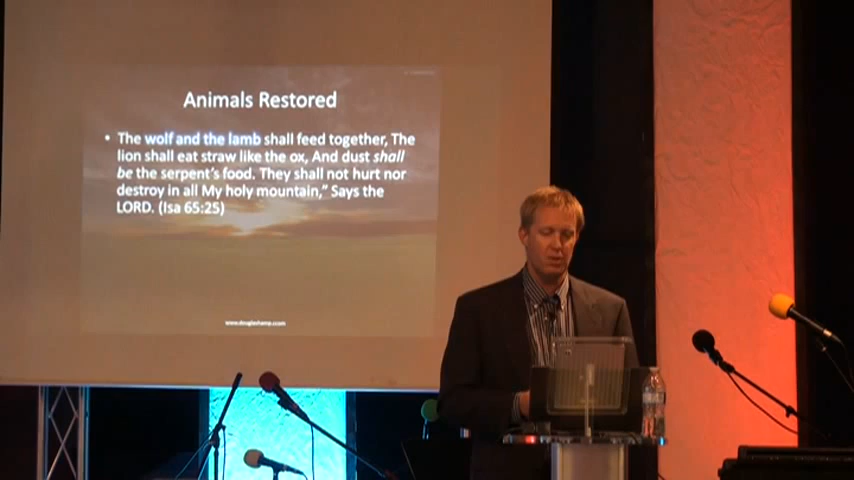 Animals Restored
• The wolf and the lamb shall feed together, The
lion shall eat straw like the ox, And dust shall
be the serpent's food. They shall not hurt nor
destroy in all My holy mountain,” Says the
LORD. (Isa 65:25)
www.douglashamp.com